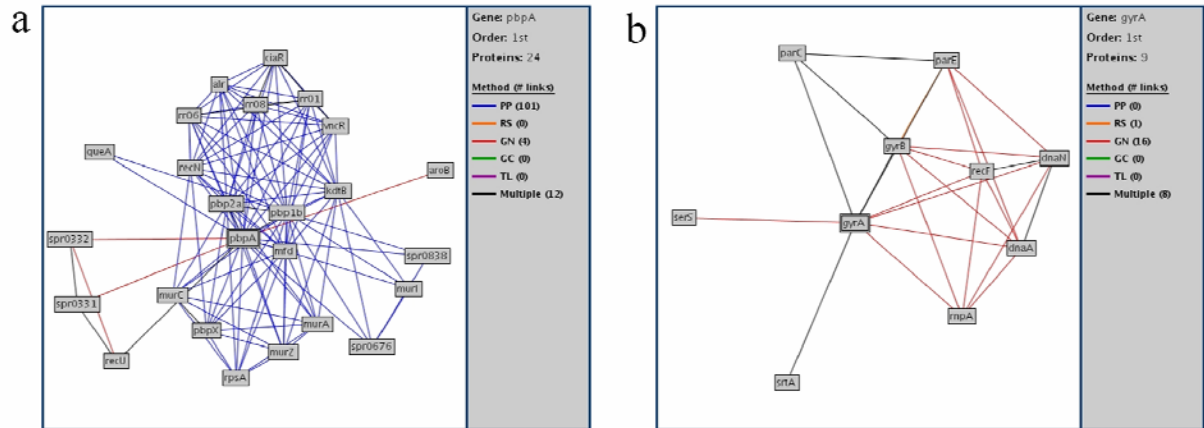 a
ciaR
alr
rr08
rr01
rr06
vncR
queA
recN
aroB
kdtB
pbp2a
pbp1b
spr0332
pbpA
mfd
spr0838
murI
murC
spr0331
murA
pbpX
spr0676
murZ
recU
rpsA
Gene: pbpA
Order: 1st
Proteins: 24
Method (# links)
PP (101)
RS (0)
GN (4)
GC (0)
TL (0)
Multiple (12)
b
parC
parE
gyrB
dnaN
recF
serS
gyrA
dnaA
rnpA
srtA
Gene: gyrA
Order: 1st
Proteins: 9
Method (# links)
PP (0)
RS (1)
GN (16)
GC (0)
TL (0)
Multiple (8)